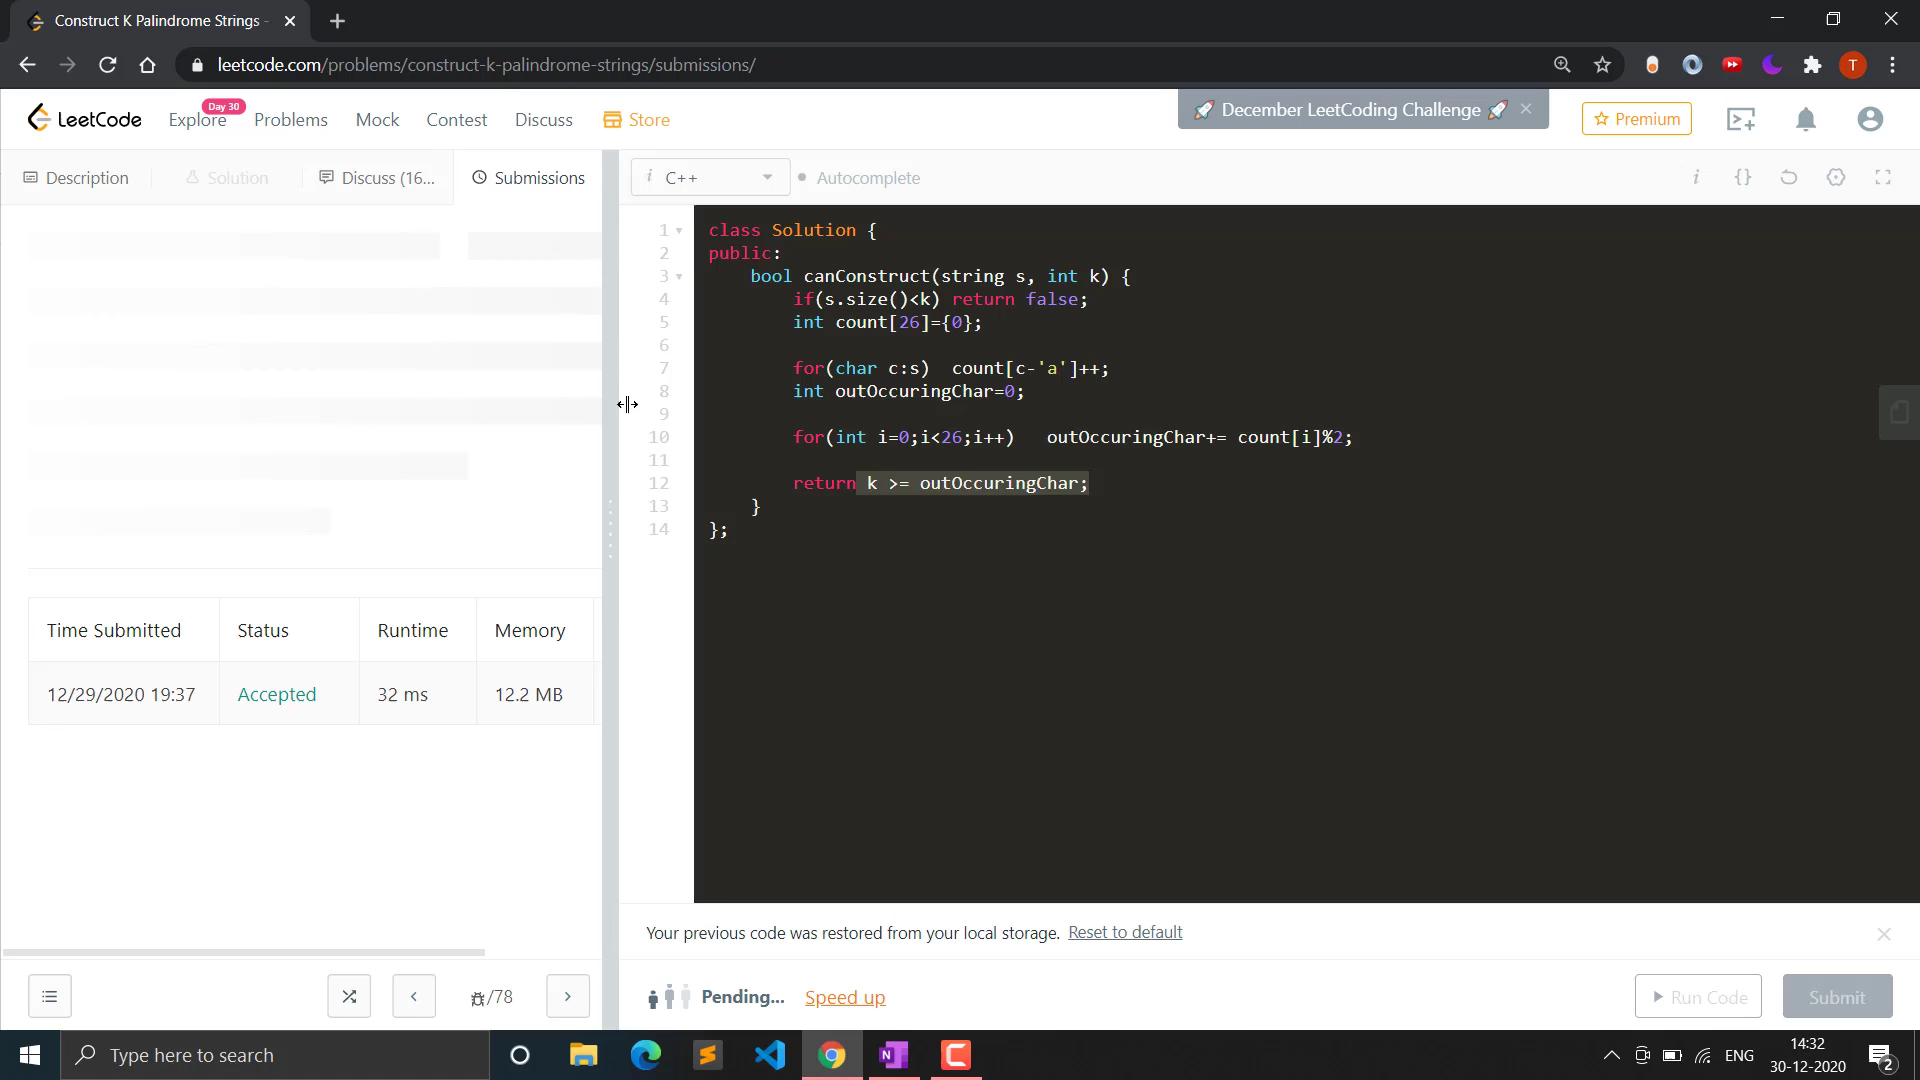 Construct K Palindrome Strings -
leetcode.com/problems/construct-k-palindrome-strings/submissions/
T
LeetCode
Explore
Day 30
Problems
Mock
Contest
Discuss
Store
🚀 December LeetCoding Challenge 🚀
Premium
Description
Solution
Discuss (16...
Submissions
i C++
Autocomplete
i
{}
1 class Solution {
2 public:
3 bool canConstruct(string s, int k) {
4 if(s.size()<k) return false;
5 int count[26]={0};
6
7 for(char c:s) count[c-'a']++;
8 int outOccuringChar=0;
9
10 for(int i=0;i<26;i++) outOccuringChar+= count[i]%2;
11
12 return k >= outOccuringChar;
13 }
14 };
Time Submitted Status Runtime Memory
12/29/2020 19:37 Accepted 32 ms 12.2 MB
Your previous code was restored from your local storage. Reset to default
/78
Pending... Speed up
Run Code
Submit
Type here to search
N
ENG
14:32
30-12-2020
2